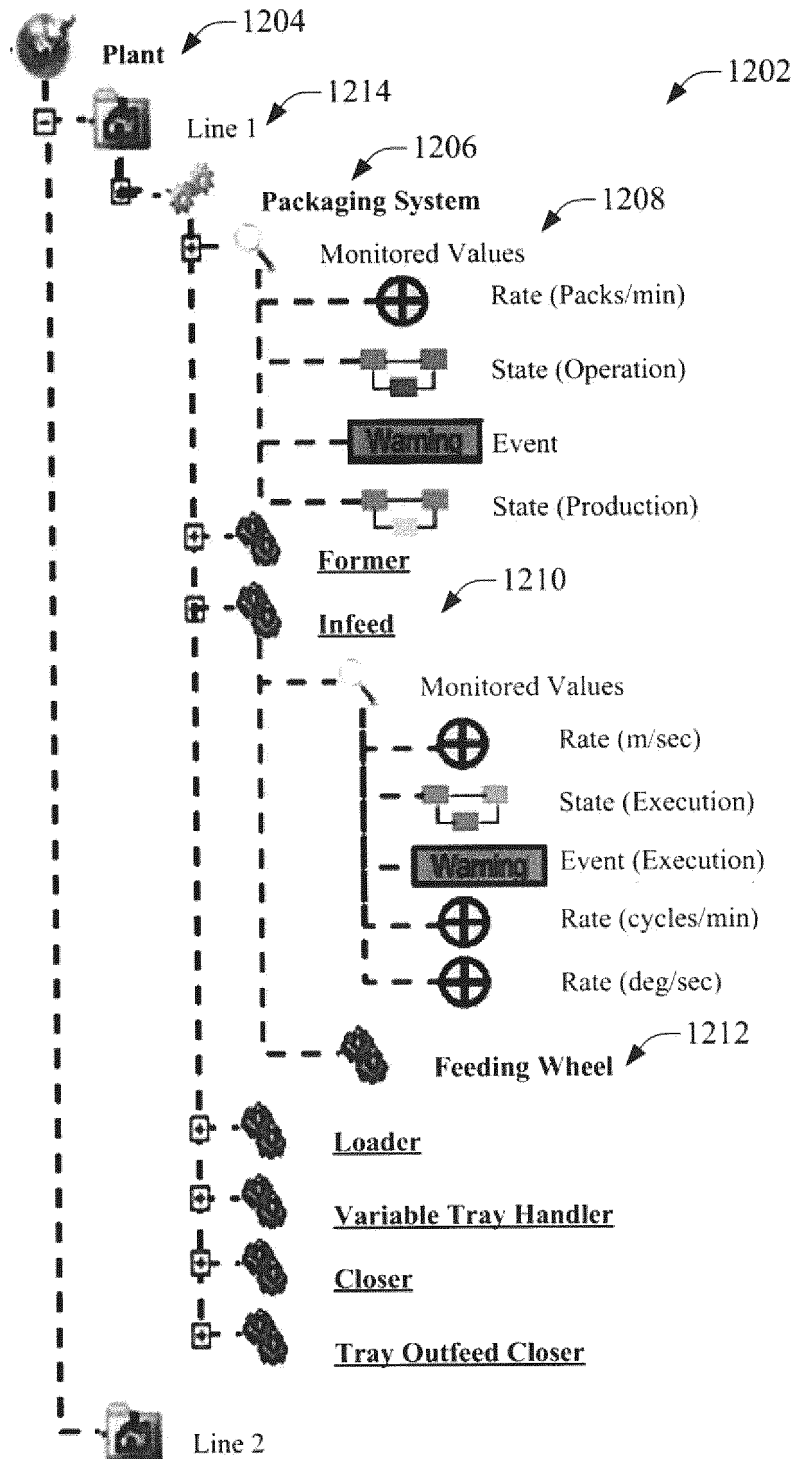 1204
Plant
1202
1214
Line 1
1206
Packaging System
1208
Monitored Values
Rate (Packs/min)
State (Operation)
Warning Event
State (Production)
Former
1210
Infeed
Monitored Values
Rate (m/sec)
State (Execution)
Warning Event (Execution)
Rate (cycles/min)
Rate (deg/sec)
1212
Feeding Wheel
Loader
Variable Tray Handler
Closer
Tray Outfeed Closer
Line 2